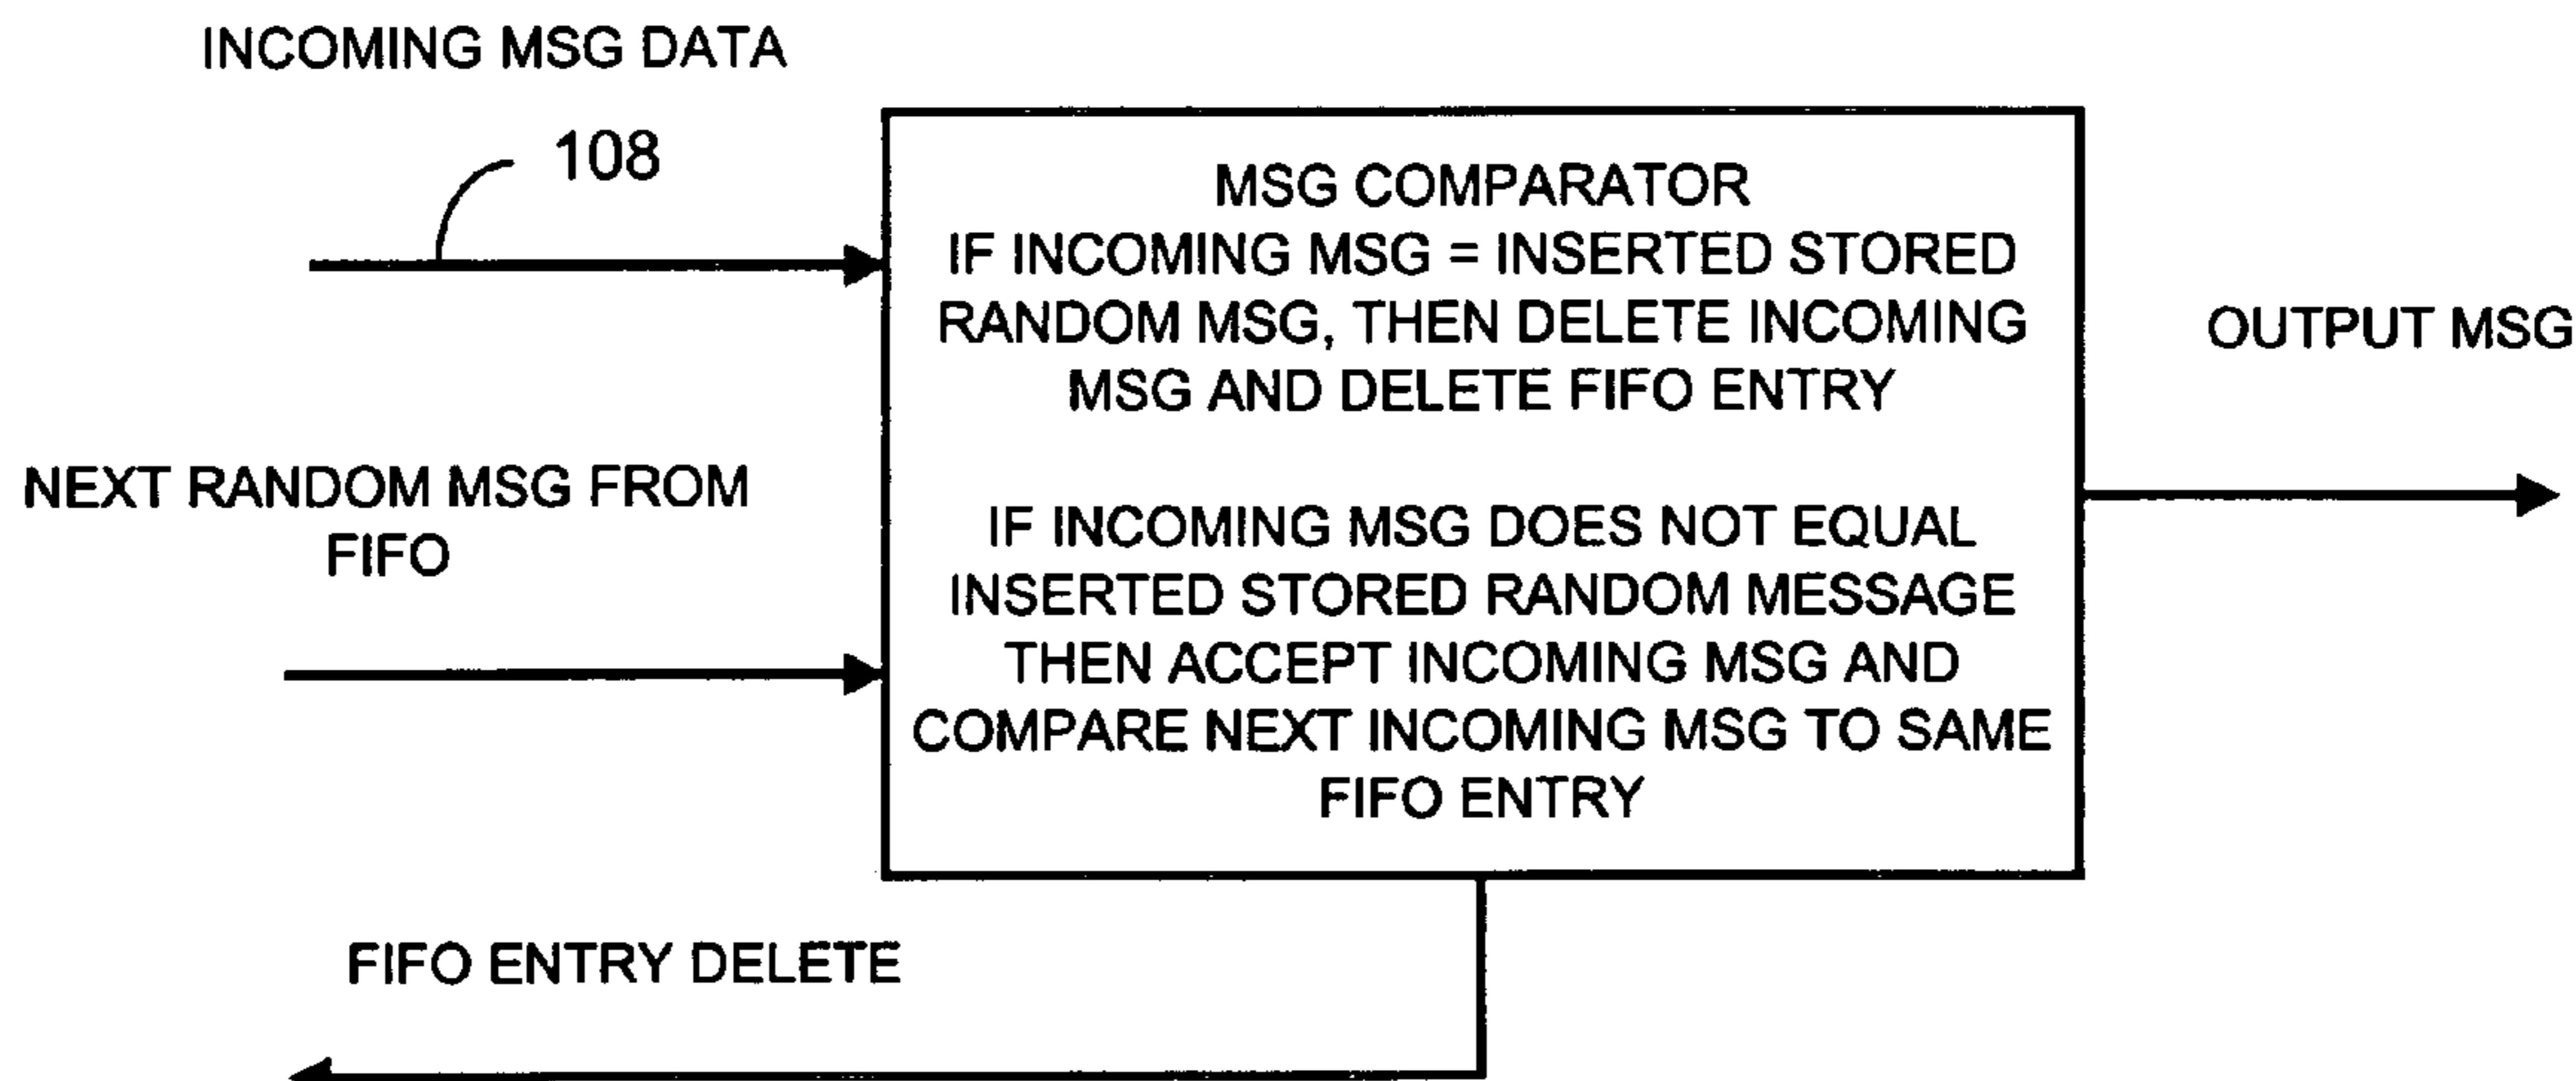 INCOMING MSG DATA
108
MSG COMPARATOR
IF INCOMING MSG = INSERTED STORED
RANDOM MSG, THEN DELETE INCOMING
MSG AND DELETE FIFO ENTRY
IF INCOMING MSG DOES NOT EQUAL
INSERTED STORED RANDOM MESSAGE
THEN ACCEPT INCOMING MSG AND
COMPARE NEXT INCOMING MSG TO SAME
FIFO ENTRY
OUTPUT MSG
NEXT RANDOM MSG FROM
FIFO
FIFO ENTRY DELETE